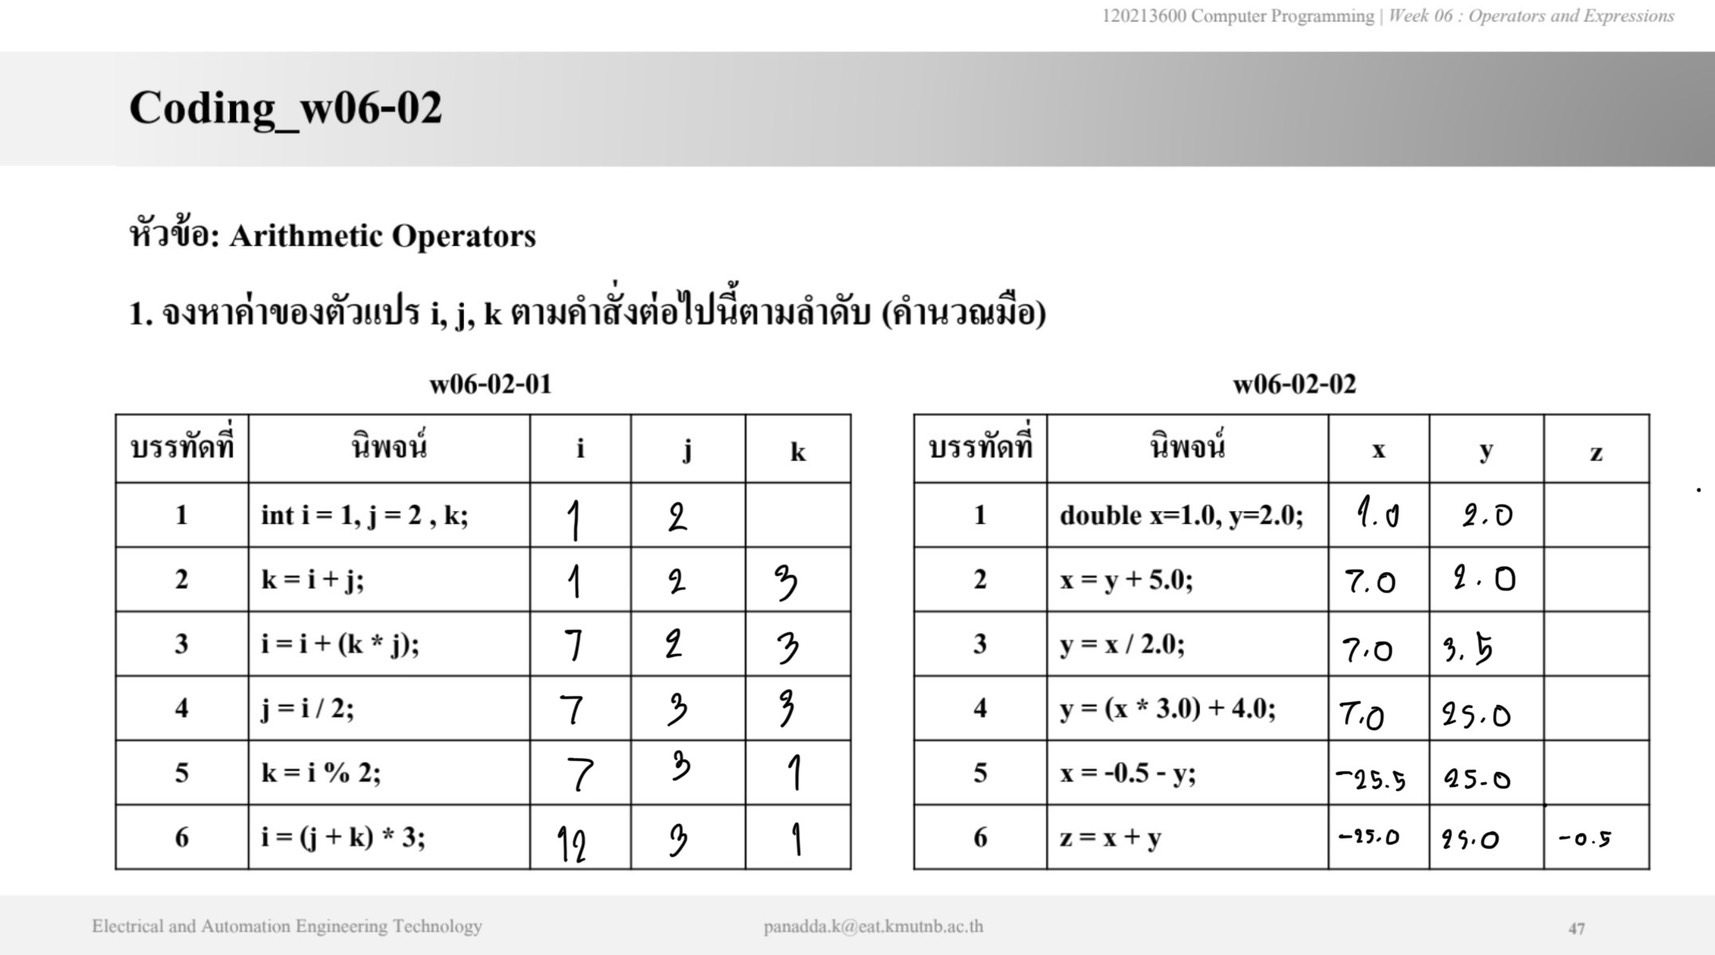 120213600 Computer Programming | Week 06 : Operators and Expressions
Coding_w06-02
หัวข้อ: Arithmetic Operators
1. จงหาค่าของตัวแปร i, j, k ตามคำสั่งต่อไปนี้ตามลำดับ (คำนวณมือ)
w06-02-01
บรรทัดที่ นิพจน์ i j k
1 int i = 1, j = 2 , k; 1 2
2 k = i + j; 1 2 3
3 i = i + (k * j); 7 2 3
4 j = i / 2; 7 3 3
5 k = i % 2; 7 3 1
6 i = (j + k) * 3; 12 3 1
w06-02-02
บรรทัดที่ นิพจน์ x y z
1 double x=1.0, y=2.0; 1.0 2.0
2 x = y + 5.0; 7.0 2.0
3 y = x / 2.0; 7.0 3.5
4 y = (x * 3.0) + 4.0; 7.0 25.0
5 x = -0.5 - y; -25.5 25.0
6 z = x + y -25.0 25.0 -0.5
Electrical and Automation Engineering Technology panadda.k@eat.kmutnb.ac.th 47